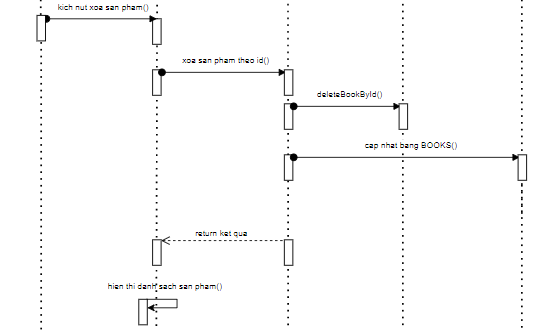 kich nut xoa san pham()
xoa san pham theo id()
deleteBookById()
cap nhat bang BOOKS()
return ket qua
hien thi danh sach san pham()